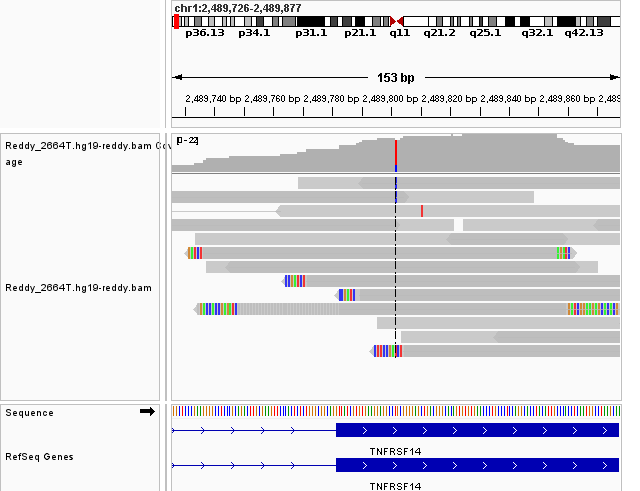 chr1:2,489,726-2,489,877
p36.13 p34.1 p31.1 p21.1 q11 q21.2 q25.1 q32.1 q42.13
153 bp
2,489,740 bp 2,489,760 bp 2,489,780 bp 2,489,800 bp 2,489,820 bp 2,489,840 bp 2,489,860 bp 2,489
Reddy_2664T.hg19-reddy.bam Co
age
[0 - 22]
Reddy_2664T.hg19-reddy.bam
Sequence
TNFRSF14
RefSeq Genes
TNFRSF14